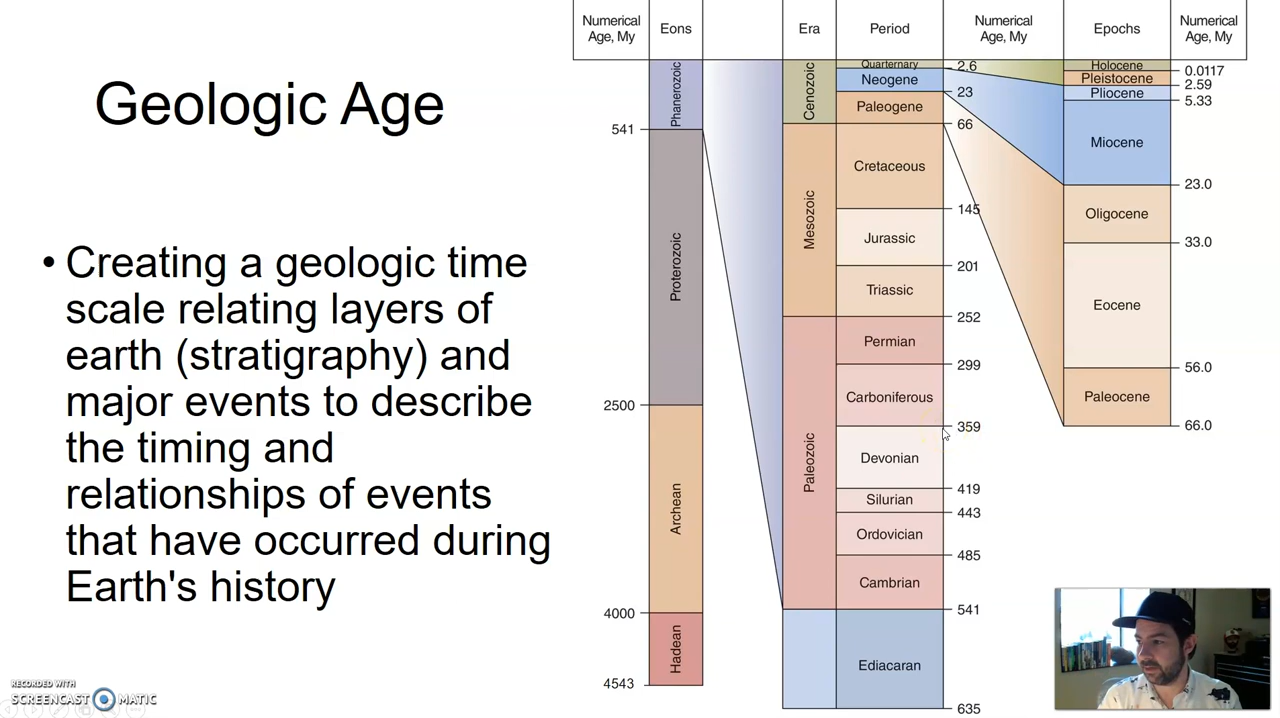 Geologic Age
• Creating a geologic time
scale relating layers of
earth (stratigraphy) and
major events to describe
the timing and
relationships of events
that have occurred during
Earth's history
Numerical
Age, My
Eons
Era
Period
Numerical
Age, My
Epochs
Numerical
Age, My
Phanerozoic
541
Proterozoic
2500
Archean
4000
Hadean
4543
Cenozoic
Mesozoic
Paleozoic
Quarternary
2.6
Neogene
23
Paleogene
66
Cretaceous
145
Jurassic
201
Triassic
252
Permian
299
Carboniferous
359
Devonian
419
Silurian
443
Ordovician
485
Cambrian
541
Ediacaran
635
Holocene
0.0117
Pleistocene
2.59
Pliocene
5.33
Miocene
23.0
Oligocene
33.0
Eocene
56.0
Paleocene
66.0
RECORDED WITH
SCREENCAST MATIC